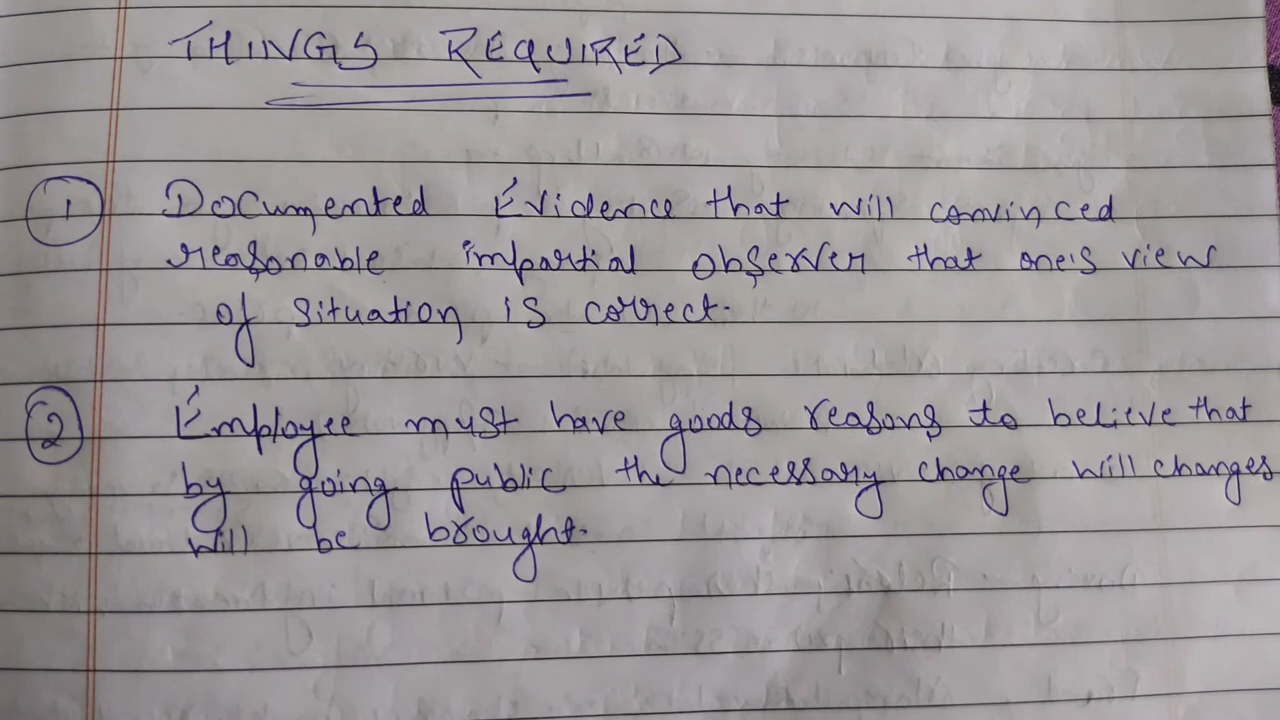 THINGS REQUIRED
1 Documented Evidence that will convinced
reasonable impartial observer that one's view
of situation is correct.
2 Employee must have goods reasons to believe that
by going public the necessary change will changes
will be brought.